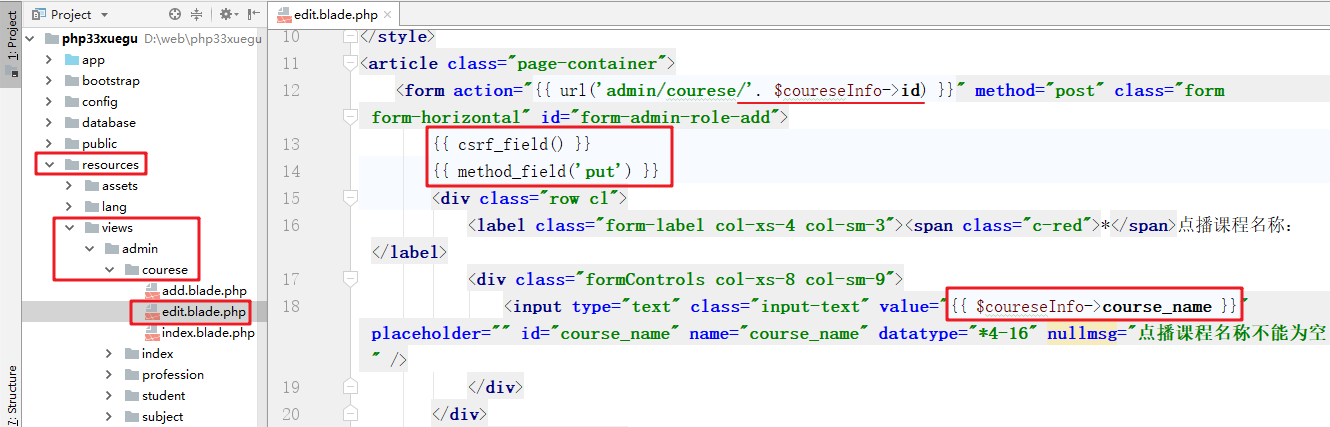 Project
edit.blade.php
1: Project
7: Structure
php33xuegu D:\web\php33xuegu
app
bootstrap
config
database
public
resources
assets
lang
views
admin
courese
add.blade.php
edit.blade.php
index.blade.php
index
profession
student
subject
10 </style>
11 <article class="page-container">
12 <form action="{{ url('admin/courese/'. $coureseInfo->id) }}" method="post" class="form
form-horizontal" id="form-admin-role-add">
13 {{ csrf_field() }}
14 {{ method_field('put') }}
15 <div class="row cl">
16 <label class="form-label col-xs-4 col-sm-3"><span class="c-red">*</span>点播课程名称：
</label>
17 <div class="formControls col-xs-8 col-sm-9">
18 <input type="text" class="input-text" value="{{ $coureseInfo->course_name }}"
placeholder="" id="course_name" name="course_name" datatype="*4-16" nullmsg="点播课程名称不能为空
" />
19 </div>
20 </div>